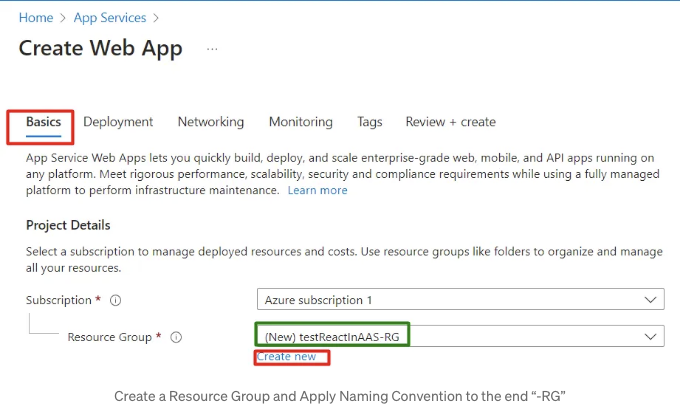 Home > App Services >
Create Web App ...
Basics Deployment Networking Monitoring Tags Review + create
App Service Web Apps lets you quickly build, deploy, and scale enterprise-grade web, mobile, and API apps running on
any platform. Meet rigorous performance, scalability, security and compliance requirements while using a fully managed
platform to perform infrastructure maintenance. Learn more
Project Details
Select a subscription to manage deployed resources and costs. Use resource groups like folders to organize and manage
all your resources.
Subscription * Azure subscription 1
Resource Group * (New) testReactInAAS-RG
Create new
Create a Resource Group and Apply Naming Convention to the end “-RG”